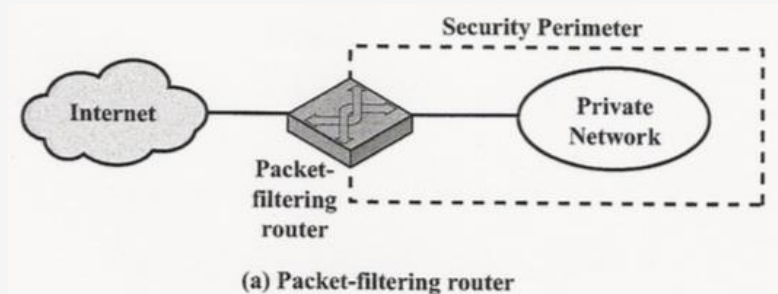 Security Perimeter
Internet
Private
Network
Packet-
filtering
router
(a) Packet-filtering router